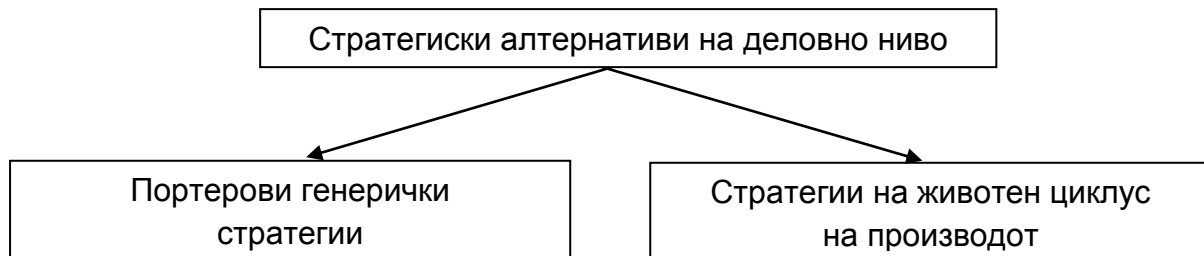 Стратегиски алтернативи на деловно ниво
Портерови генерички
стратегии
Стратегии на животен циклус
на производот